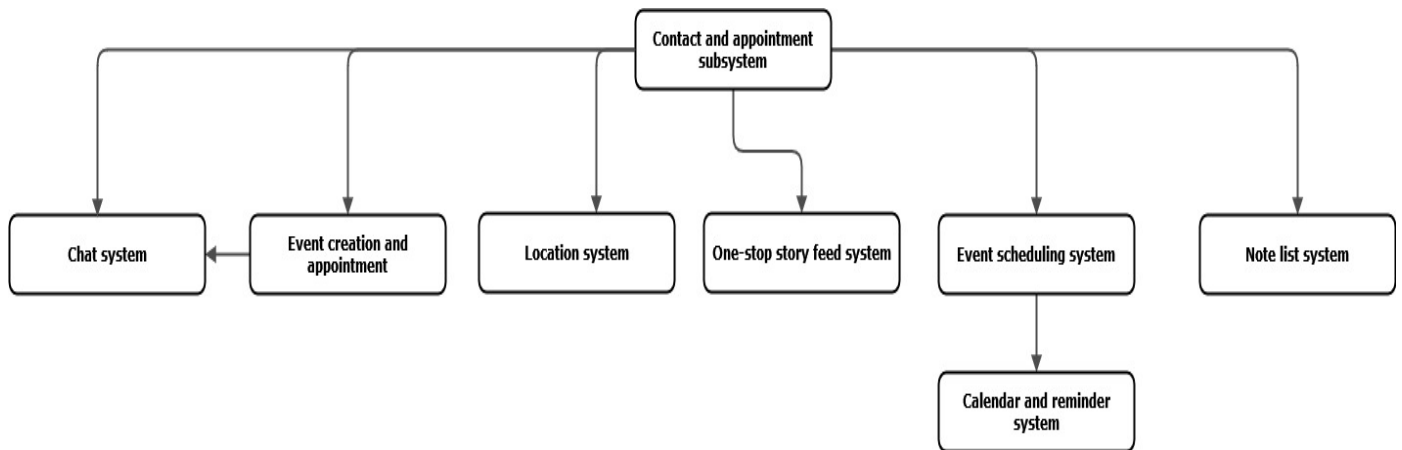 Contact and appointment
subsystem
Chat system
Event creation and
appointment
Location system
One-stop story feed system
Event scheduling system
Note list system
Calendar and reminder
system